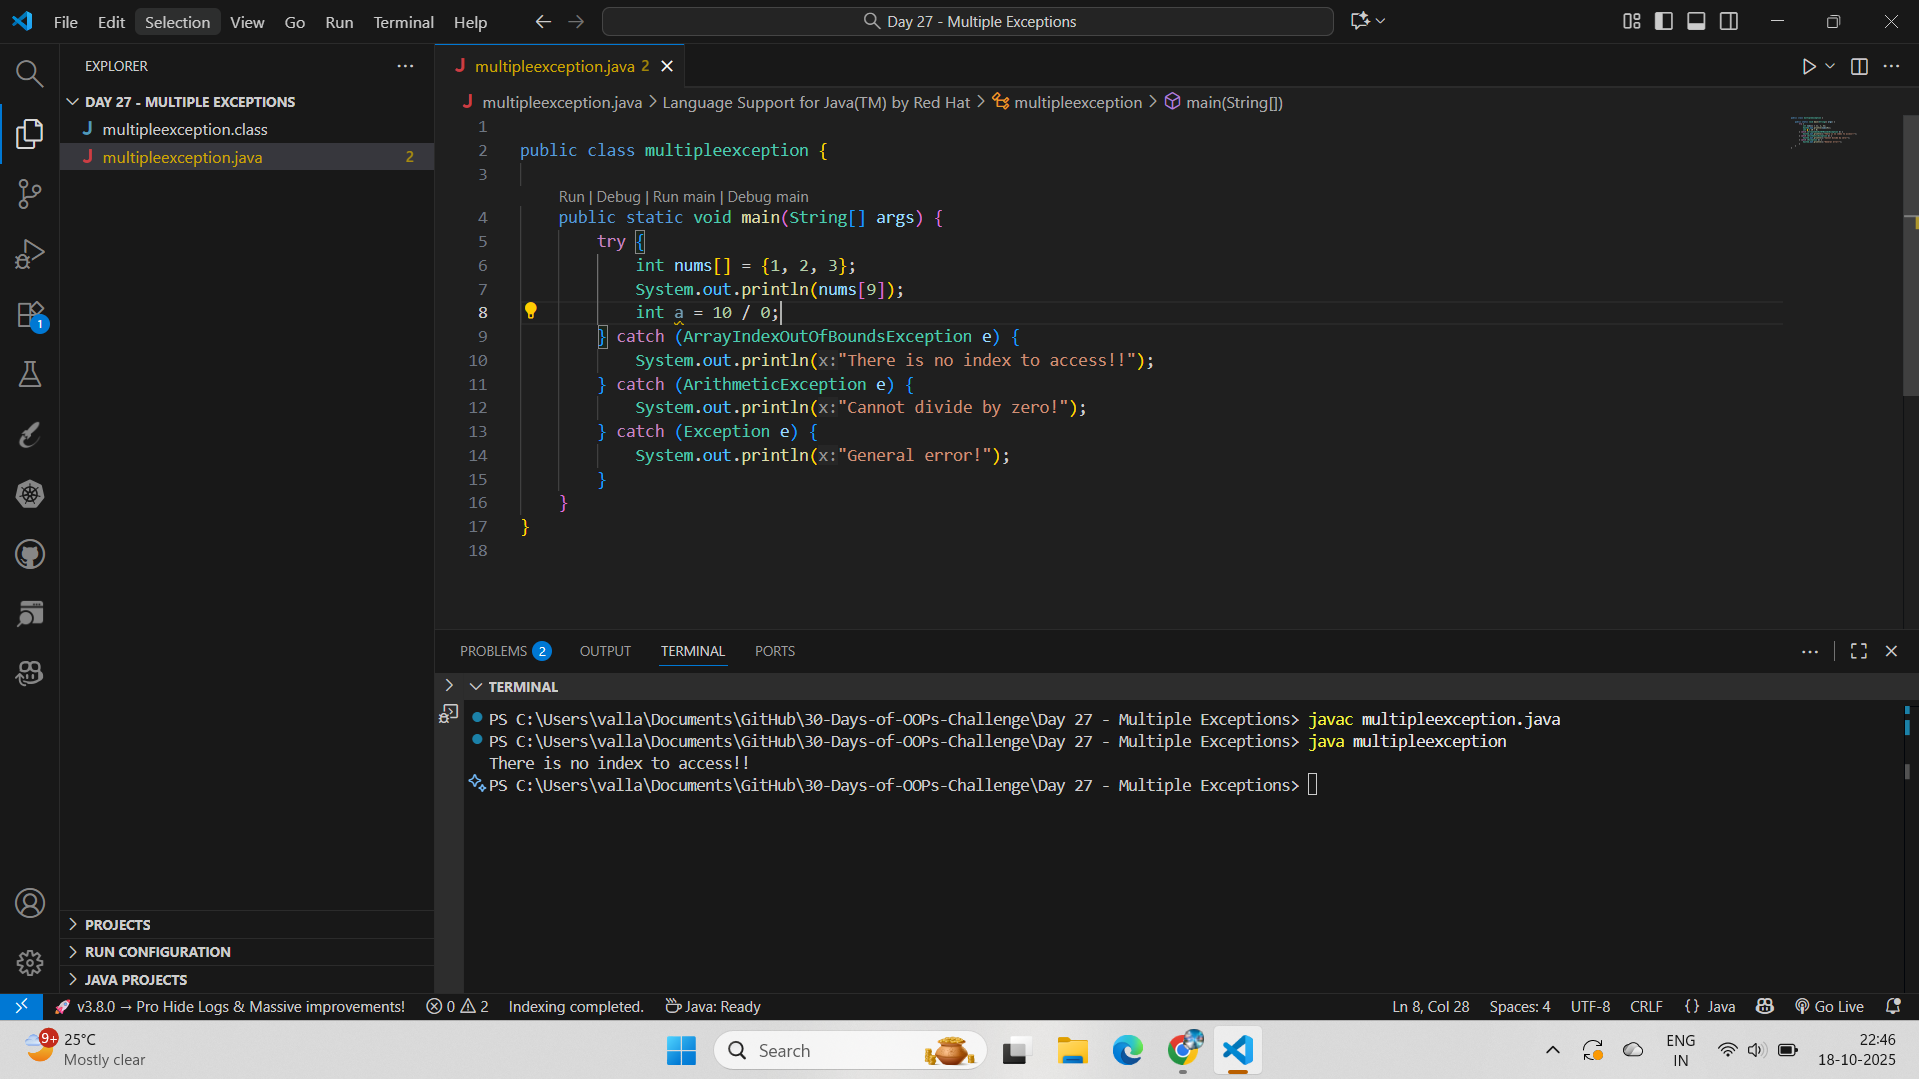 File Edit Selection View Go Run Terminal Help
Day 27 - Multiple Exceptions
EXPLORER
DAY 27 - MULTIPLE EXCEPTIONS
J multipleexception.class
J multipleexception.java 2
1
PROJECTS
RUN CONFIGURATION
JAVA PROJECTS
J multipleexception.java 2
J multipleexception.java > Language Support for Java(TM) by Red Hat > multipleexception > main(String[])
1
2 public class multipleexception {
3
Run | Debug | Run main | Debug main
4 public static void main(String[] args) {
5 try {
6 int nums[] = {1, 2, 3};
7 System.out.println(nums[9]);
8 int a = 10 / 0;
9 } catch (ArrayIndexOutOfBoundsException e) {
10 System.out.println(x:"There is no index to access!!");
11 } catch (ArithmeticException e) {
12 System.out.println(x:"Cannot divide by zero!");
13 } catch (Exception e) {
14 System.out.println(x:"General error!");
15 }
16 }
17 }
18
PROBLEMS 2 OUTPUT TERMINAL PORTS
TERMINAL
PS C:\Users\valla\Documents\GitHub\30-Days-of-OOPs-Challenge\Day 27 - Multiple Exceptions> javac multipleexception.java
PS C:\Users\valla\Documents\GitHub\30-Days-of-OOPs-Challenge\Day 27 - Multiple Exceptions> java multipleexception
There is no index to access!!
PS C:\Users\valla\Documents\GitHub\30-Days-of-OOPs-Challenge\Day 27 - Multiple Exceptions>
v3.8.0 → Pro Hide Logs & Massive improvements! 0 2 Indexing completed. Java: Ready Ln 8, Col 28 Spaces: 4 UTF-8 CRLF {} Java Go Live
9+ 25°C
Mostly clear
Search
ENG
IN
22:46
18-10-2025